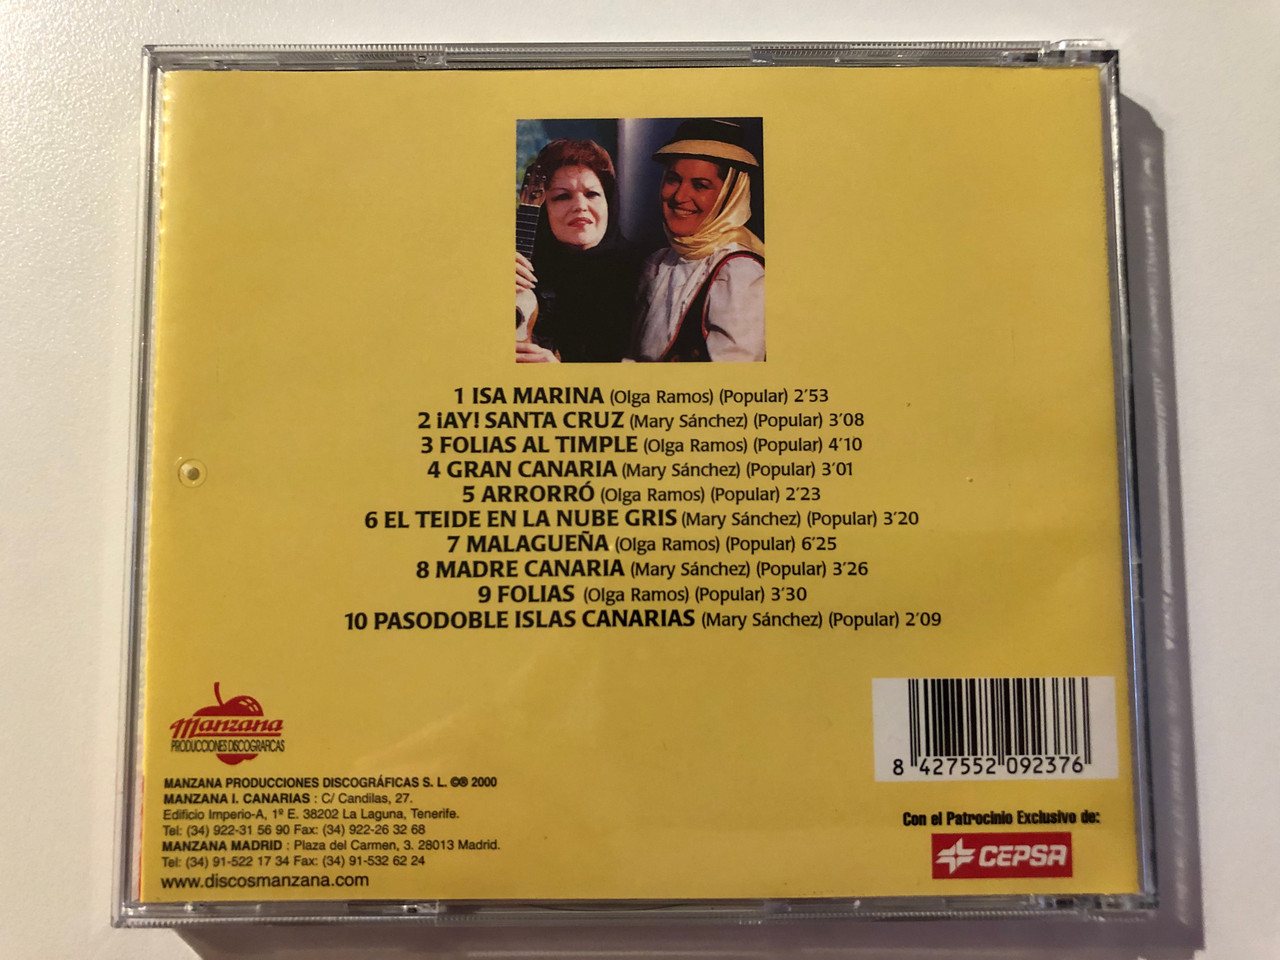 1 ISA MARINA (Olga Ramos) (Popular) 2'53
2 ¡AY! SANTA CRUZ (Mary Sánchez) (Popular) 3'08
3 FOLIAS AL TIMPLE (Olga Ramos) (Popular) 4'10
4 GRAN CANARIA (Mary Sánchez) (Popular) 3'01
5 ARRORRÓ (Olga Ramos) (Popular) 2'23
6 EL TEIDE EN LA NUBE GRIS (Mary Sánchez) (Popular) 3'20
7 MALAGUEÑA (Olga Ramos) (Popular) 6'25
8 MADRE CANARIA (Mary Sánchez) (Popular) 3'26
9 FOLIAS (Olga Ramos) (Popular) 3'30
10 PASODOBLE ISLAS CANARIAS (Mary Sánchez) (Popular) 2'09
Manzana
PRODUCCIONES DISCOGRAFICAS
MANZANA PRODUCCIONES DISCOGRÁFICAS S. L. ©® 2000
MANZANA I. CANARIAS : C/ Candilas, 27.
Edificio Imperio-A, 1º E. 38202 La Laguna, Tenerife.
Tel: (34) 922-31 56 90 Fax: (34) 922-26 32 68
MANZANA MADRID : Plaza del Carmen, 3. 28013 Madrid.
Tel: (34) 91-522 17 34 Fax: (34) 91-532 62 24
www.discosmanzana.com
8 427552 092376
Con el Patrocinio Exclusivo de:
CEPSA